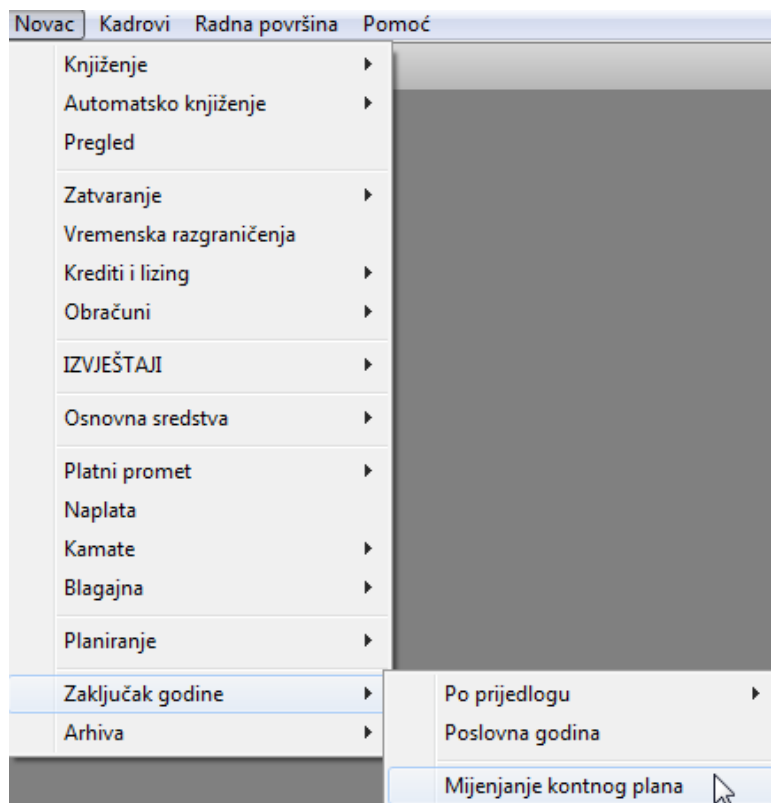 Novac Kadrovi Radna površina Pomoć
Knjiženje
Automatsko knjiženje
Pregled
Zatvaranje
Vremenska razgraničenja
Krediti i lizing
Obračuni
IZVJEŠTAJI
Osnovna sredstva
Platni promet
Naplata
Kamate
Blagajna
Planiranje
Zaključak godine
Arhiva
Po prijedlogu
Poslovna godina
Mijenjanje kontnog plana